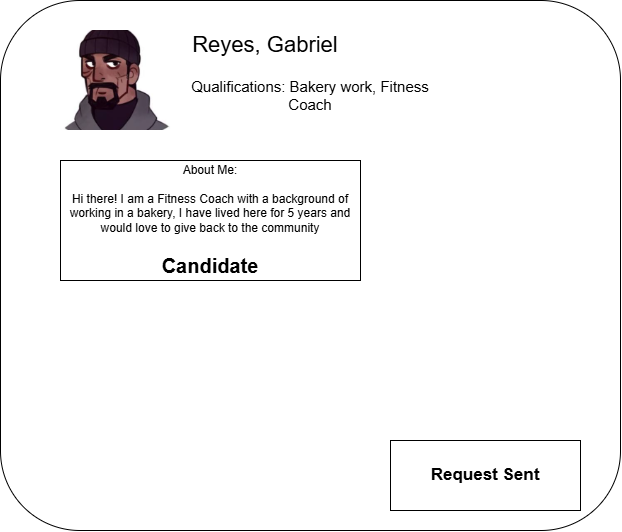 Reyes, Gabriel
Qualifications: Bakery work, Fitness
Coach
About Me:
Hi there! I am a Fitness Coach with a background of
working in a bakery, I have lived here for 5 years and
would love to give back to the community
Candidate
Request Sent